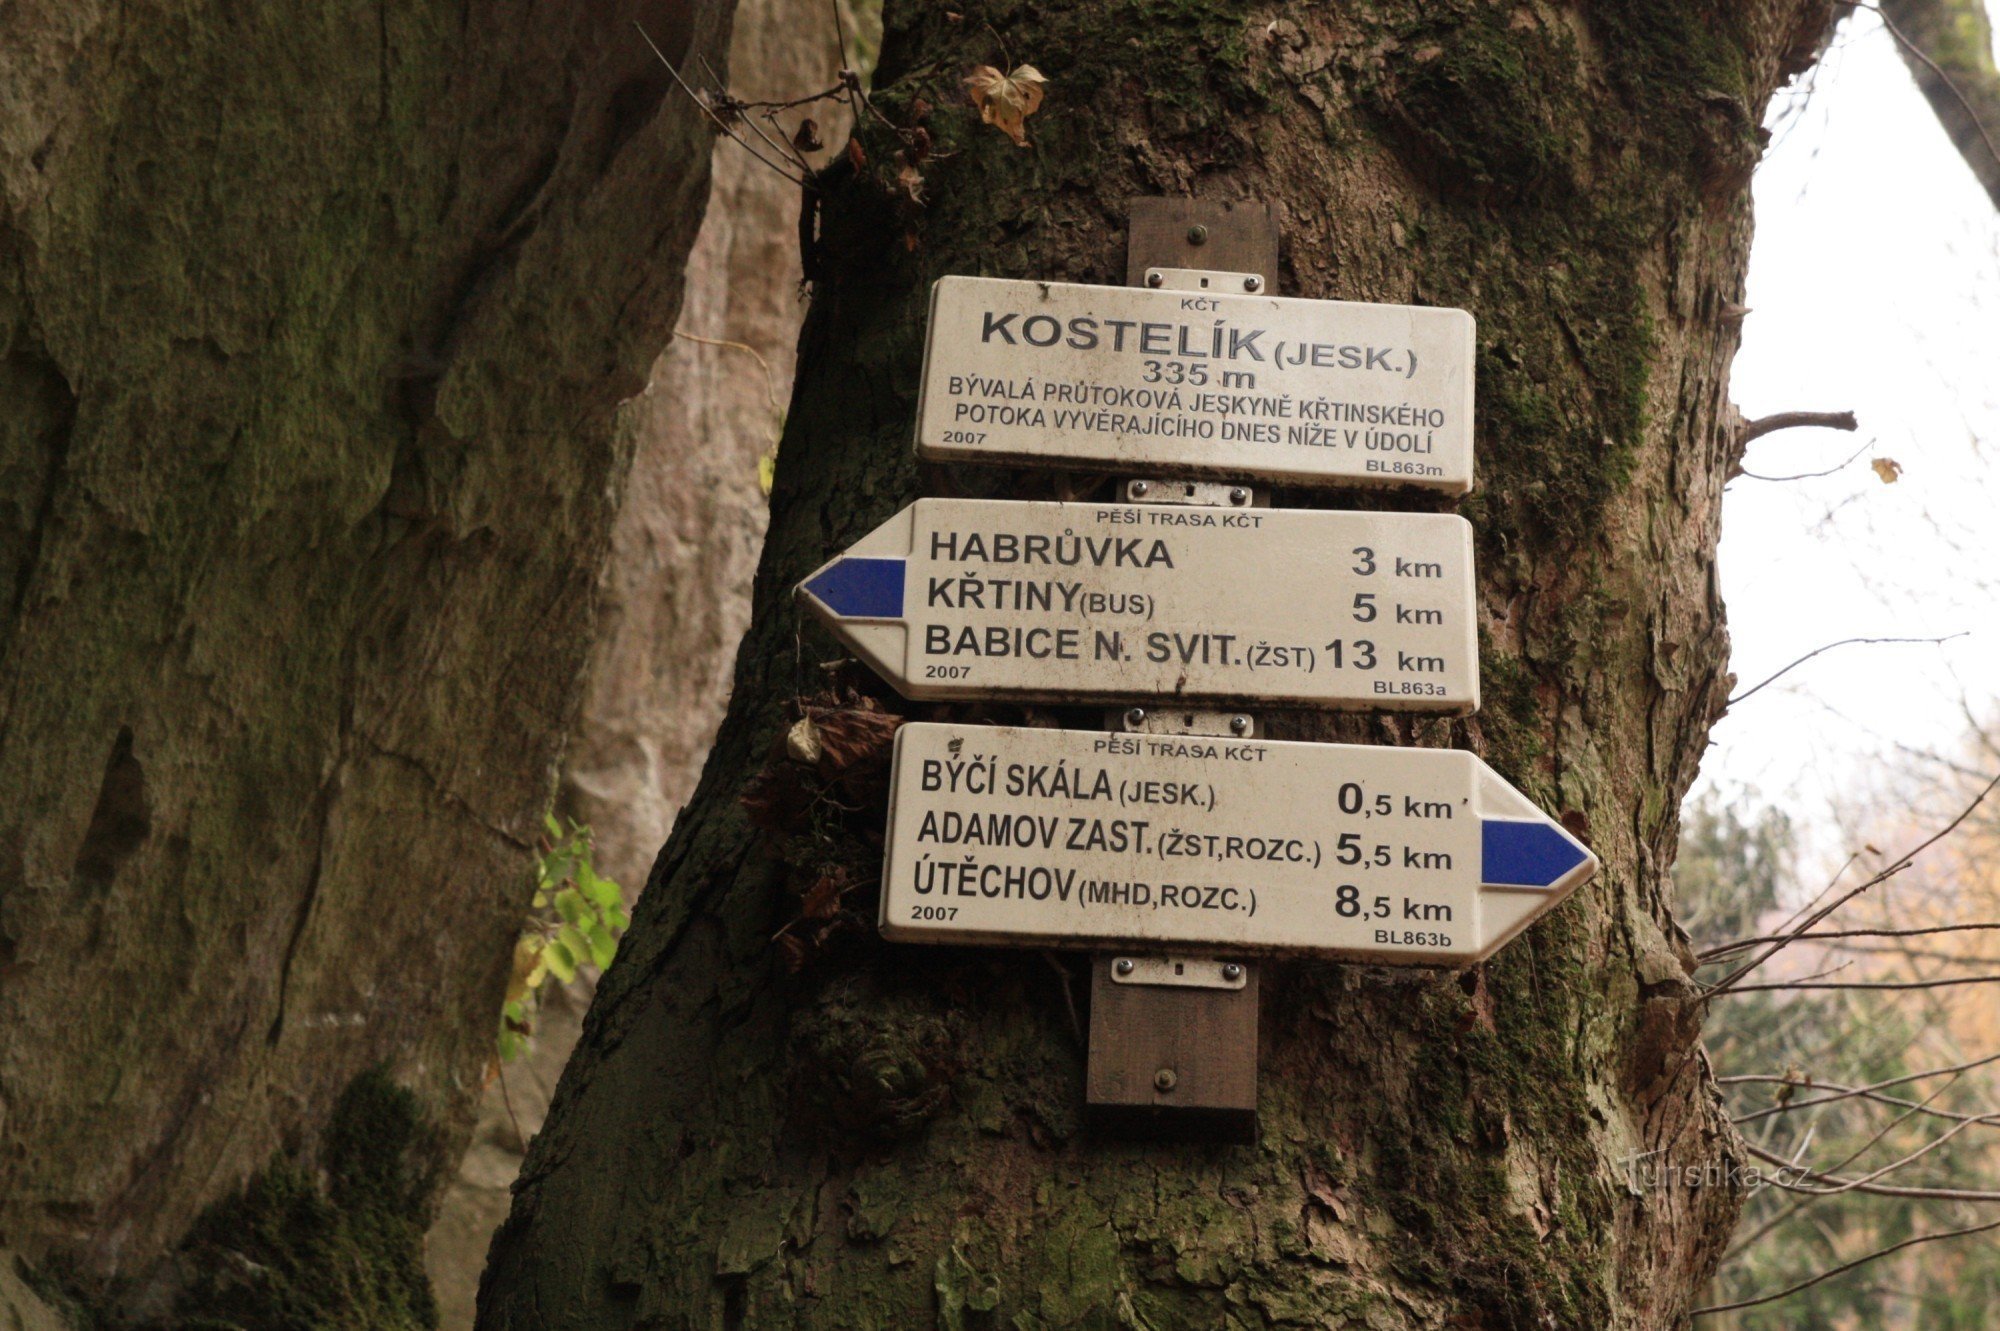 KČT
KOSTELÍK (JESK.)
335 m
BÝVALÁ PRŮTOKOVÁ JESKYNĚ KŘTINSKÉHO
POTOKA VYVĚRAJÍCÍHO DNES NÍŽE V ÚDOLÍ
2007 BL863m
PĚŠÍ TRASA KČT
HABRŮVKA 3 km
KŘTINY (BUS) 5 km
BABICE N. SVIT. (ŽST) 13 km
2007 BL863a
PĚŠÍ TRASA KČT
BÝČÍ SKÁLA (JESK.) 0,5 km
ADAMOV ZAST. (ŽST,ROZC.) 5,5 km
ÚTĚCHOV (MHD,ROZC.) 8,5 km
2007 BL863b
Turistika.cz